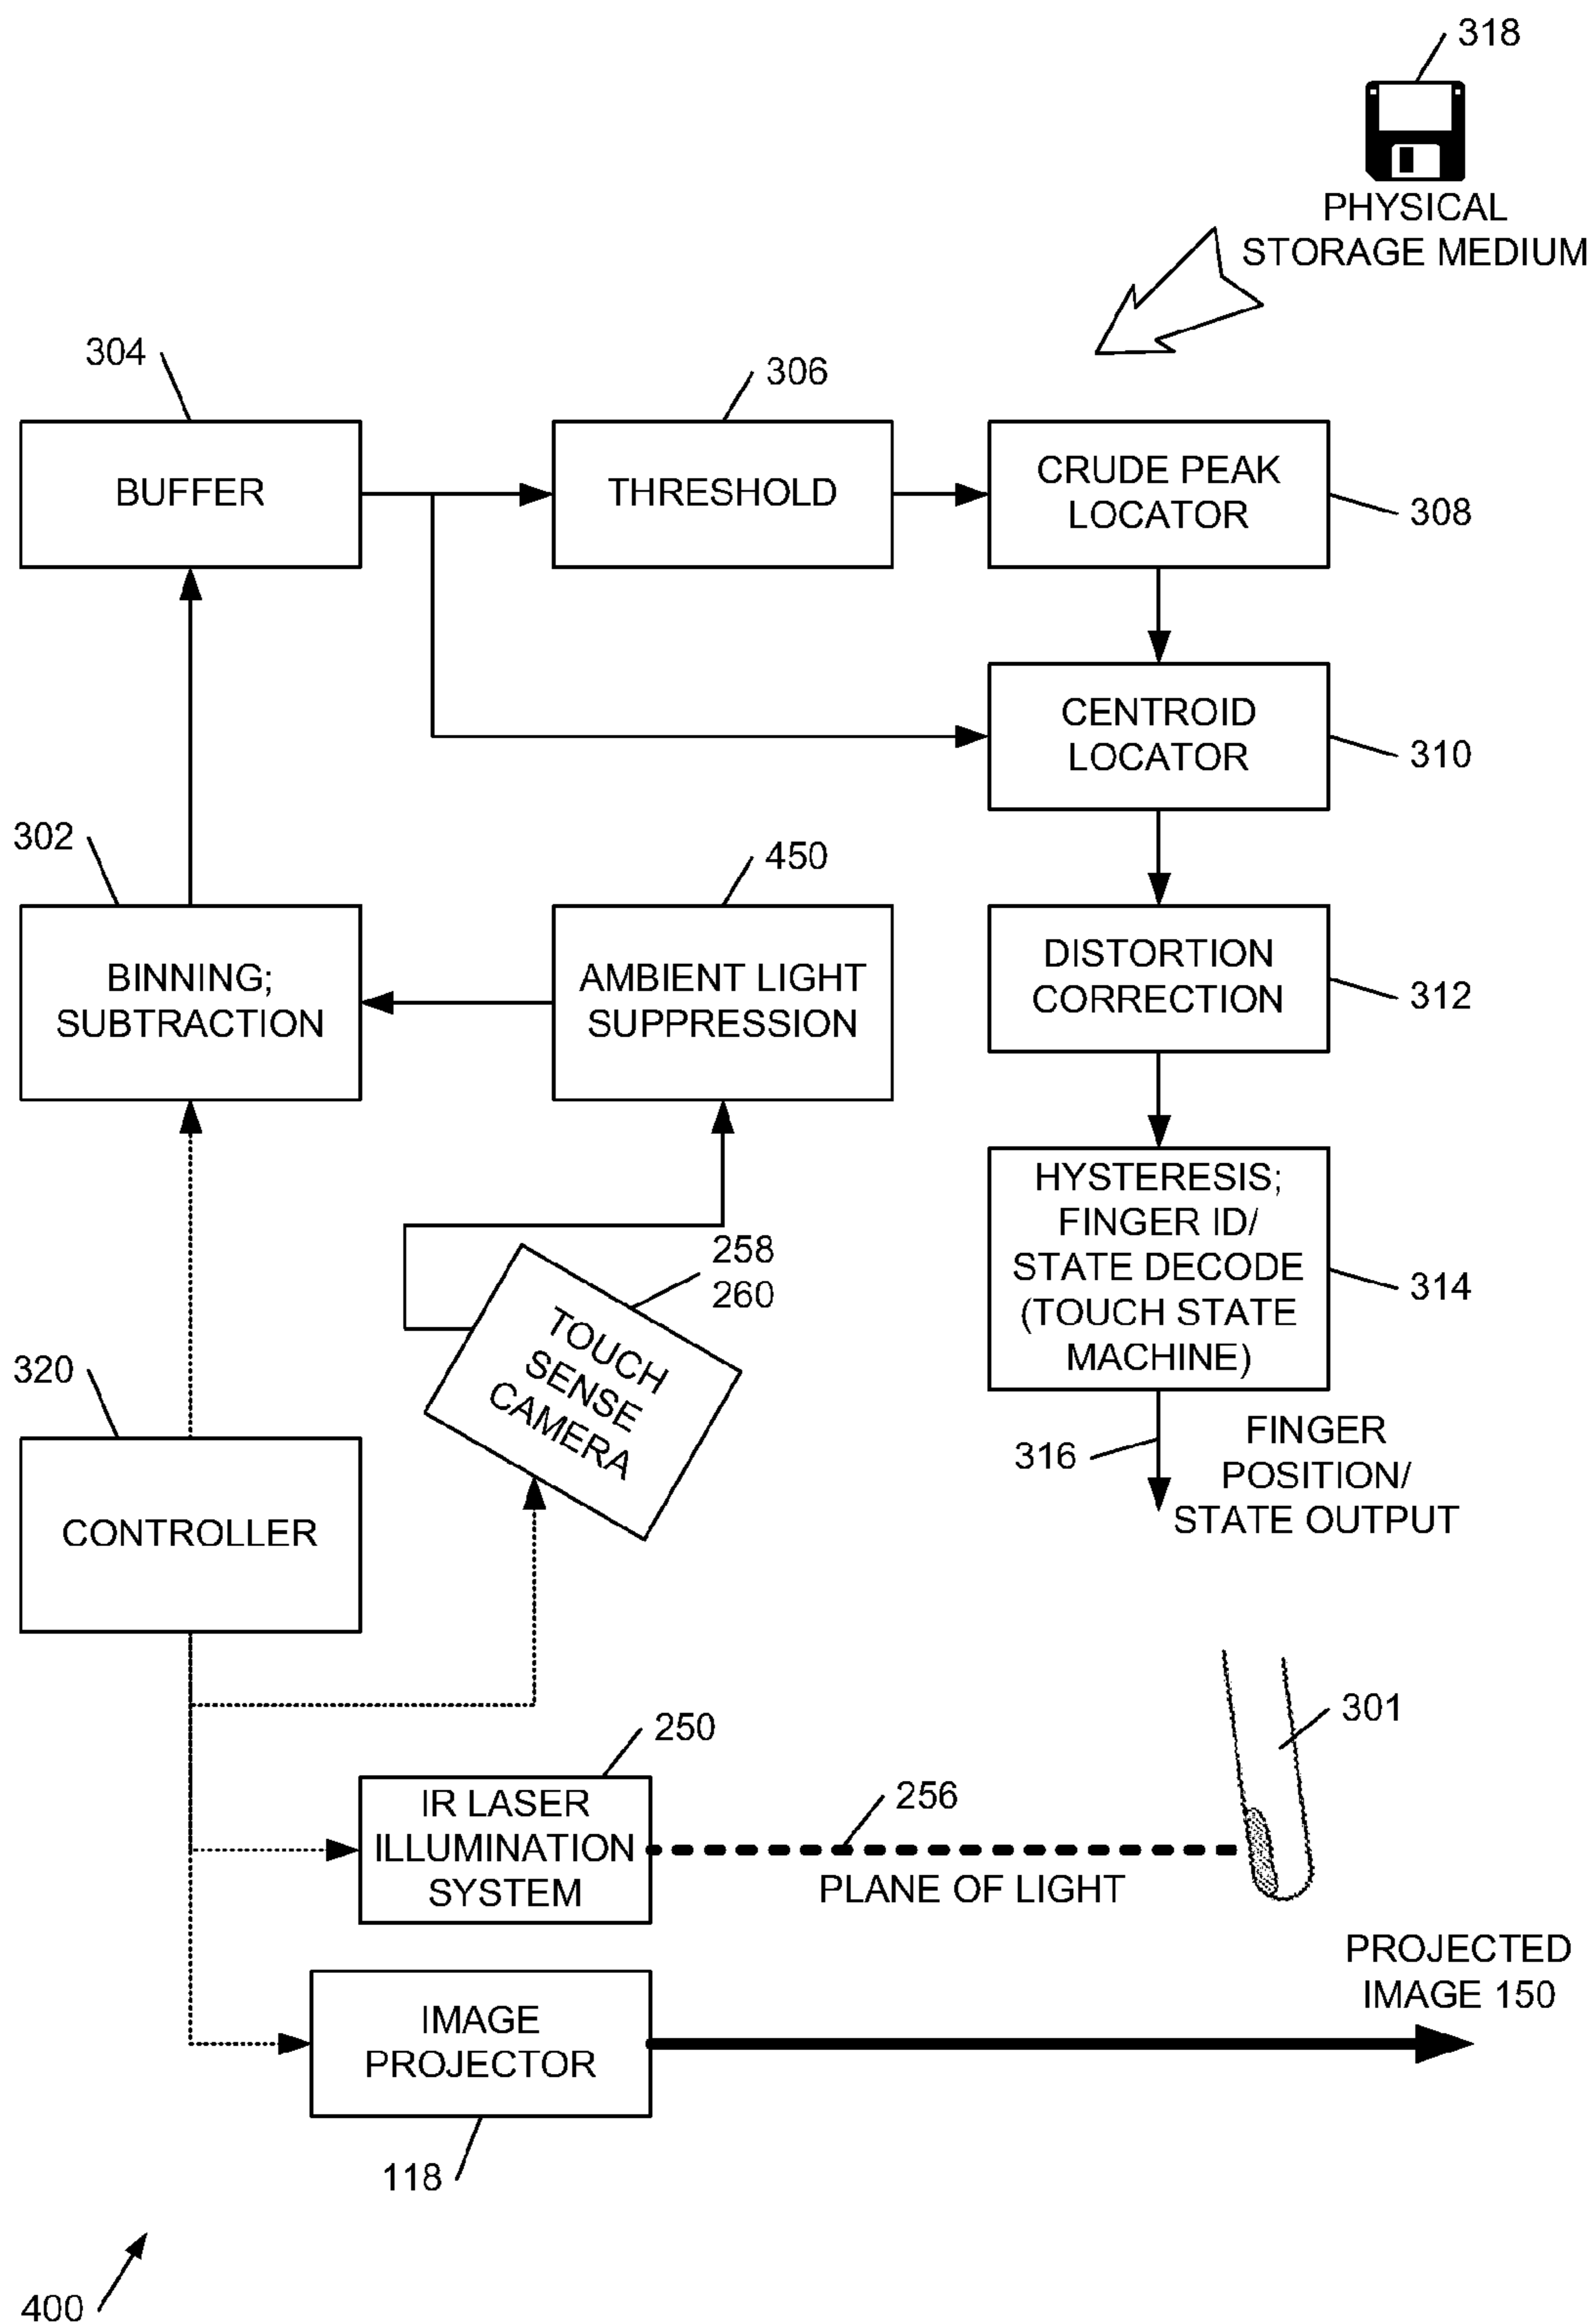 318
PHYSICAL
STORAGE MEDIUM
304
306
BUFFER
THRESHOLD
CRUDE PEAK
LOCATOR
308
CENTROID
LOCATOR
310
302
450
BINNING;
SUBTRACTION
AMBIENT LIGHT
SUPPRESSION
DISTORTION
CORRECTION
312
258
260
TOUCH
SENSE
CAMERA
HYSTERESIS;
FINGER ID/
STATE DECODE
(TOUCH STATE
MACHINE)
314
320
CONTROLLER
316
FINGER
POSITION/
STATE OUTPUT
301
250
IR LASER
ILLUMINATION
SYSTEM
256
PLANE OF LIGHT
PROJECTED
IMAGE 150
IMAGE
PROJECTOR
118
400